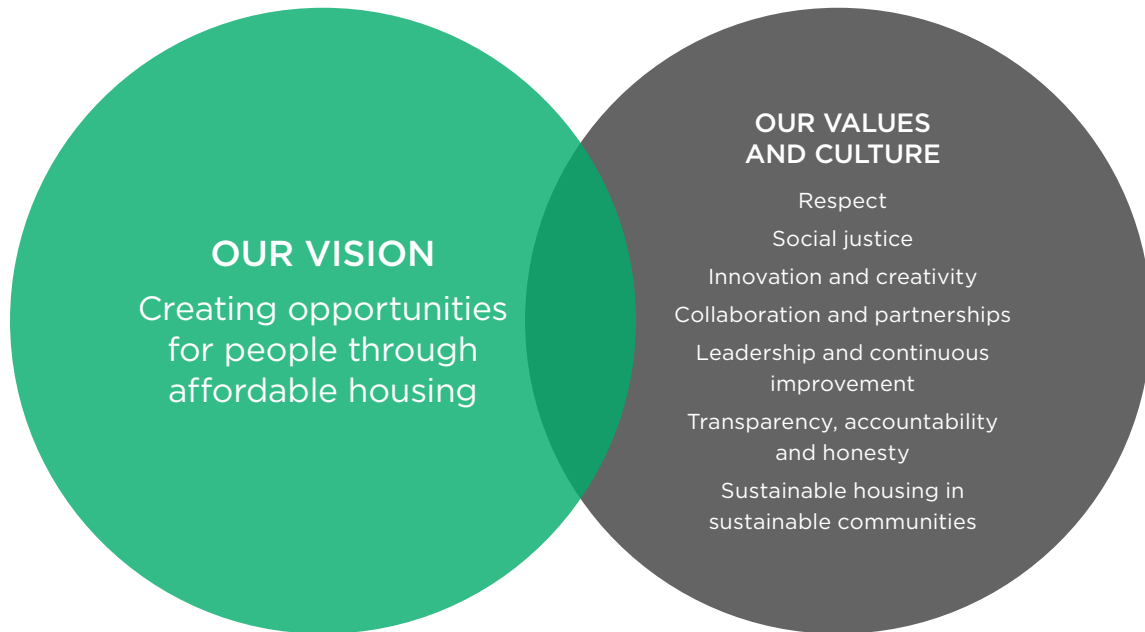 OUR VISION
Creating opportunities
for people through
affordable housing
OUR VALUES
AND CULTURE
Respect
Social justice
Innovation and creativity
Collaboration and partnerships
Leadership and continuous
improvement
Transparency, accountability
and honesty
Sustainable housing in
sustainable communities